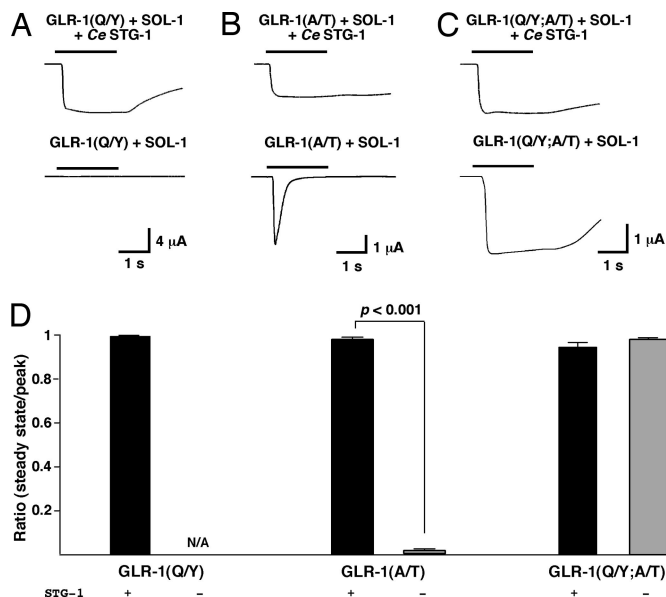 A
GLR-1(Q/Y) + SOL-1
+ Ce STG-1
GLR-1(Q/Y) + SOL-1
4 µA
1 s
B
GLR-1(A/T) + SOL-1
+ Ce STG-1
GLR-1(A/T) + SOL-1
1 µA
1 s
C
GLR-1(Q/Y;A/T) + SOL-1
+ Ce STG-1
GLR-1(Q/Y;A/T) + SOL-1
1 µA
1 s
D
Ratio (steady state/peak)
1
0.8
0.6
0.4
0.2
N/A
p < 0.001
GLR-1(Q/Y) GLR-1(A/T) GLR-1(Q/Y;A/T)
STG-1 + – + – + –